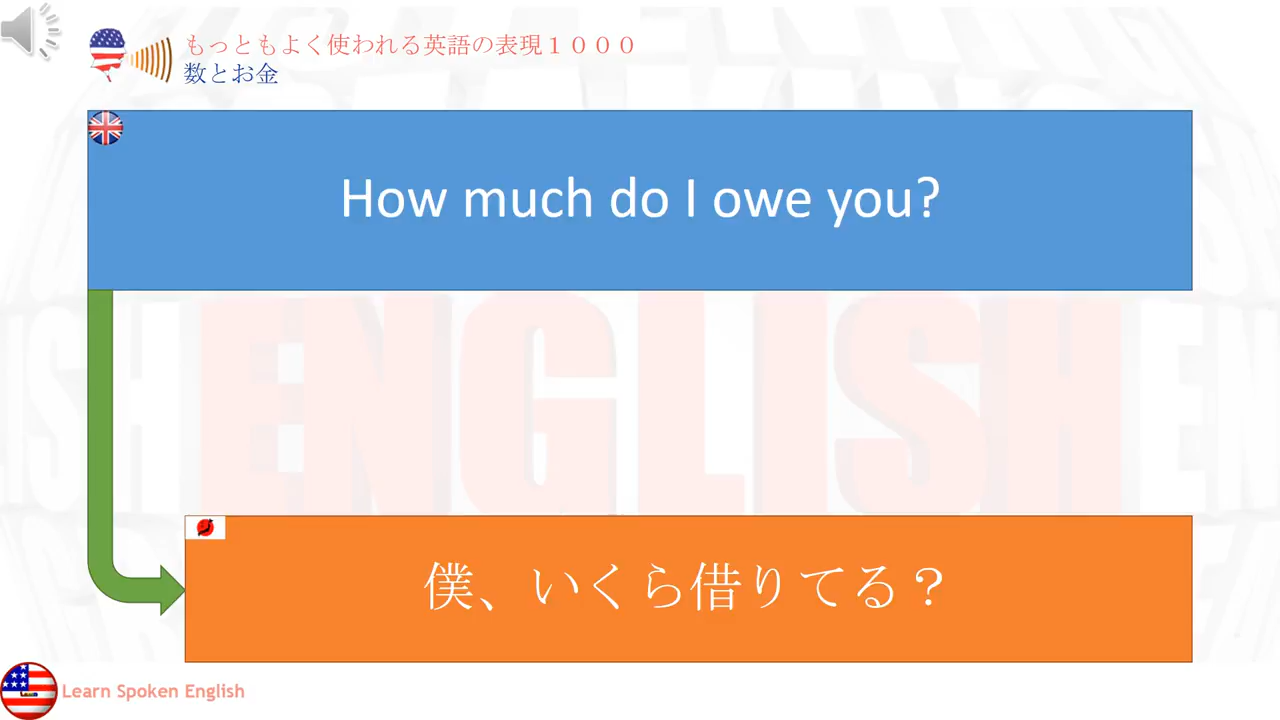 もっともよく使われる英語の表現１０００
数とお金
How much do I owe you?
ENGLISH
僕、いくら借りてる？
Learn Spoken English